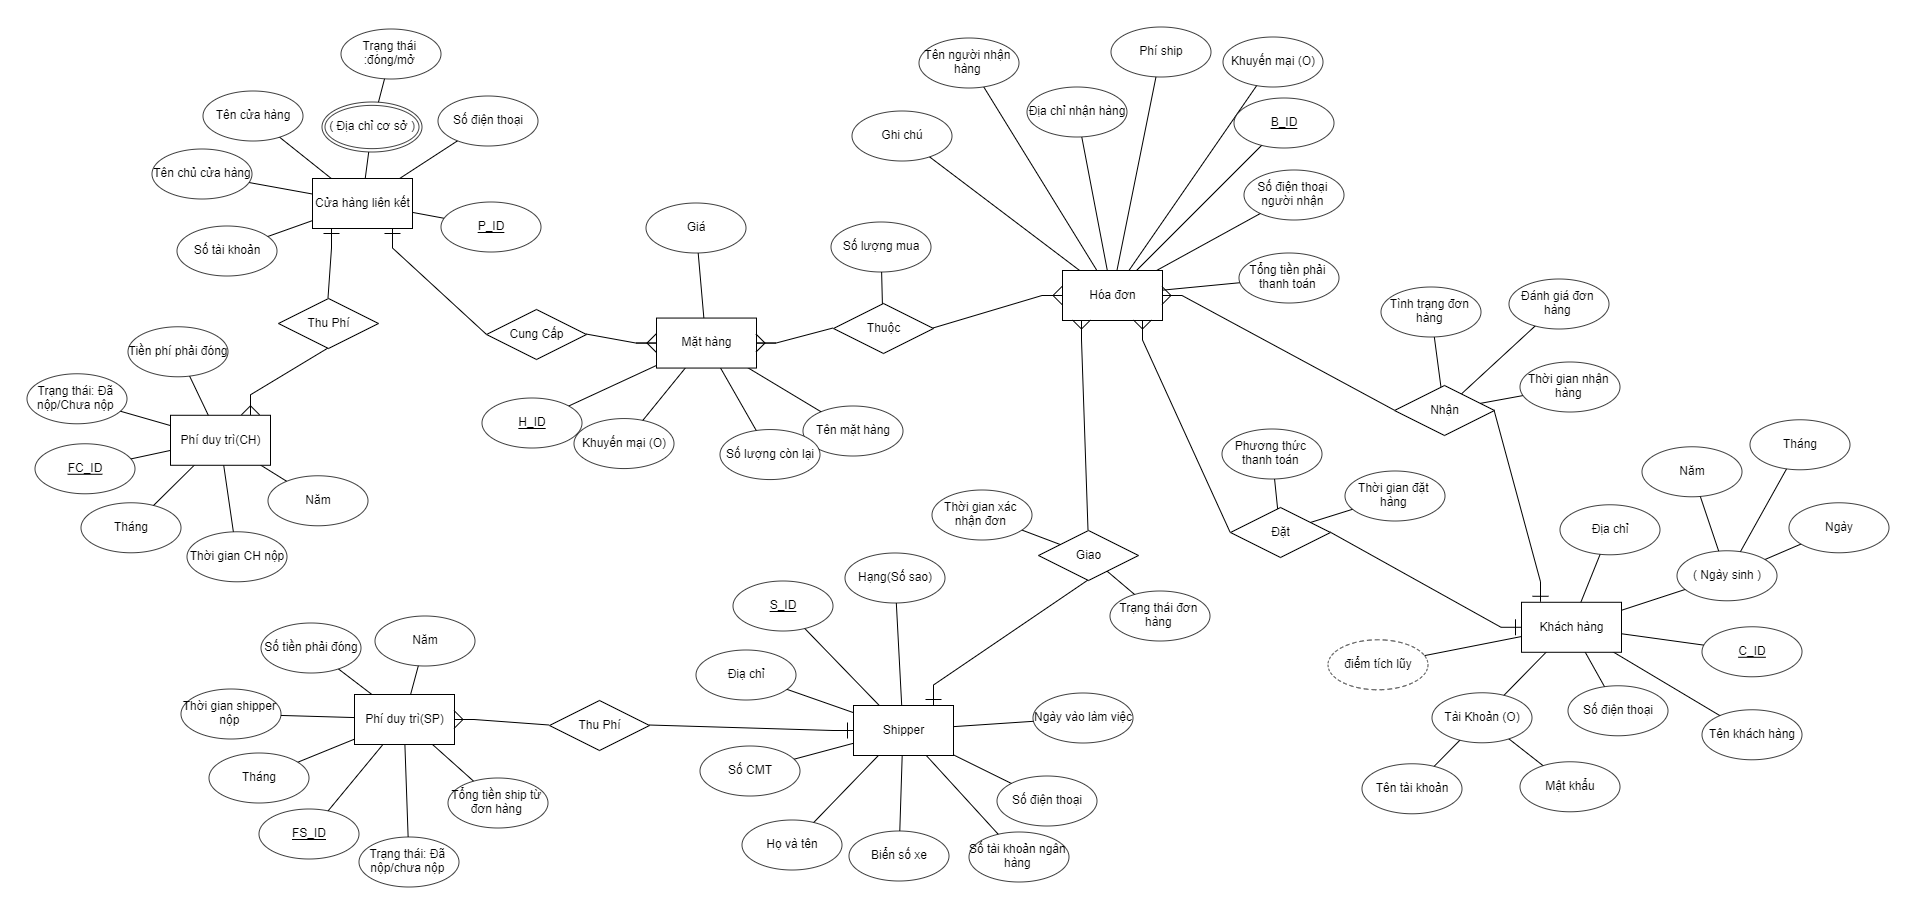 Trạng thái
:đóng/mở
Tên cửa hàng
( Địa chỉ cơ sở )
Số điện thoại
Tên chủ cửa hàng
Cửa hàng liên kết
Số tài khoản
P_ID
Thu Phí
Tiền phí phải đóng
Trạng thái: Đã
nộp/Chưa nộp
Phí duy trì(CH)
FC_ID
Tháng
Thời gian CH nộp
Năm
Cung Cấp
Giá
Mặt hàng
H_ID
Khuyến mại (O)
Số lượng còn lại
Tên mặt hàng
Số lượng mua
Thuộc
Tên người nhận
hàng
Phí ship
Khuyến mại (O)
Địa chỉ nhận hàng
B_ID
Ghi chú
Số điện thoại
người nhận
Tổng tiền phải
thanh toán
Hóa đơn
Tình trạng đơn
hàng
Đánh giá đơn
hàng
Thời gian nhận
hàng
Nhận
Phương thức
thanh toán
Thời gian đặt
hàng
Đặt
Thời gian xác
nhận đơn
Giao
Trạng thái đơn
hàng
Năm
Tháng
Ngày
( Ngày sinh )
Địa chỉ
Khách hàng
C_ID
điểm tích lũy
Tài Khoản (O)
Số điện thoại
Tên khách hàng
Tên tài khoản
Mật khẩu
S_ID
Hạng(Số sao)
Địạ chỉ
Ngày vào làm việc
Shipper
Số CMT
Số điện thoại
Họ và tên
Biển số xe
Số tài khoản ngân
hàng
Thu Phí
Số tiền phải đóng
Năm
Thời gian shipper
nộp
Phí duy trì(SP)
Tháng
Tổng tiền ship từ
đơn hàng
FS_ID
Trạng thái: Đã
nộp/chưa nộp